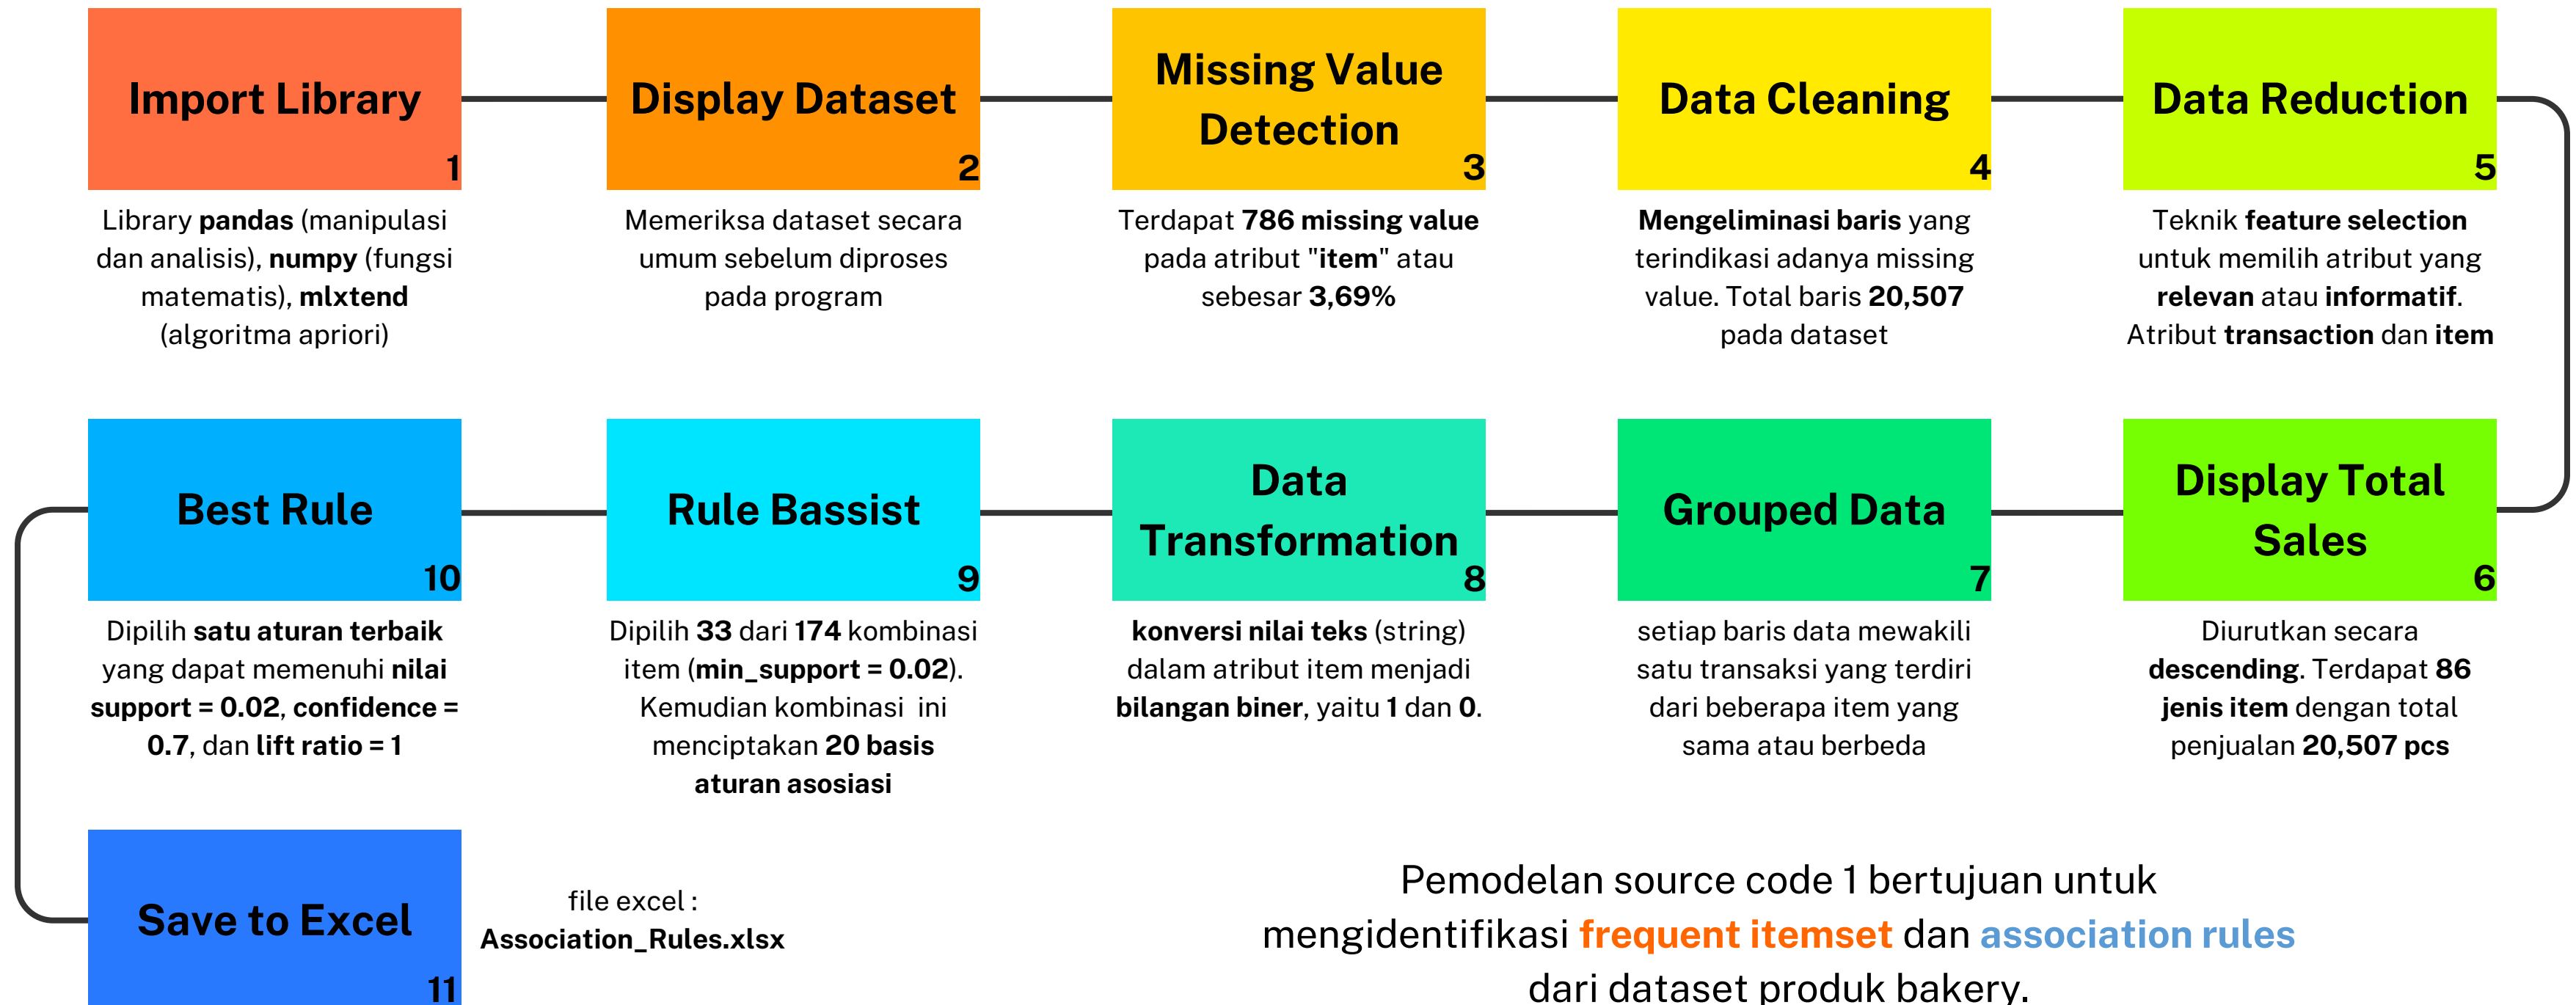 Import Library
1
Library pandas (manipulasi
dan analisis), numpy (fungsi
matematis), mlxtend
(algoritma apriori)
Display Dataset
2
Memeriksa dataset secara
umum sebelum diproses
pada program
Missing Value
Detection
3
Terdapat 786 missing value
pada atribut "item" atau
sebesar 3,69%
Data Cleaning
4
Mengeliminasi baris yang
terindikasi adanya missing
value. Total baris 20,507
pada dataset
Data Reduction
5
Teknik feature selection
untuk memilih atribut yang
relevan atau informatif.
Atribut transaction dan item
Display Total
Sales
6
Diurutkan secara
descending. Terdapat 86
jenis item dengan total
penjualan 20,507 pcs
Grouped Data
7
setiap baris data mewakili
satu transaksi yang terdiri
dari beberapa item yang
sama atau berbeda
Data
Transformation
8
konversi nilai teks (string)
dalam atribut item menjadi
bilangan biner, yaitu 1 dan 0.
Rule Bassist
9
Dipilih 33 dari 174 kombinasi
item (min_support = 0.02).
Kemudian kombinasi ini
menciptakan 20 basis
aturan asosiasi
Best Rule
10
Dipilih satu aturan terbaik
yang dapat memenuhi nilai
support = 0.02, confidence =
0.7, dan lift ratio = 1
Save to Excel
11
file excel :
Association_Rules.xlsx
Pemodelan source code 1 bertujuan untuk
mengidentifikasi frequent itemset dan association rules
dari dataset produk bakery.